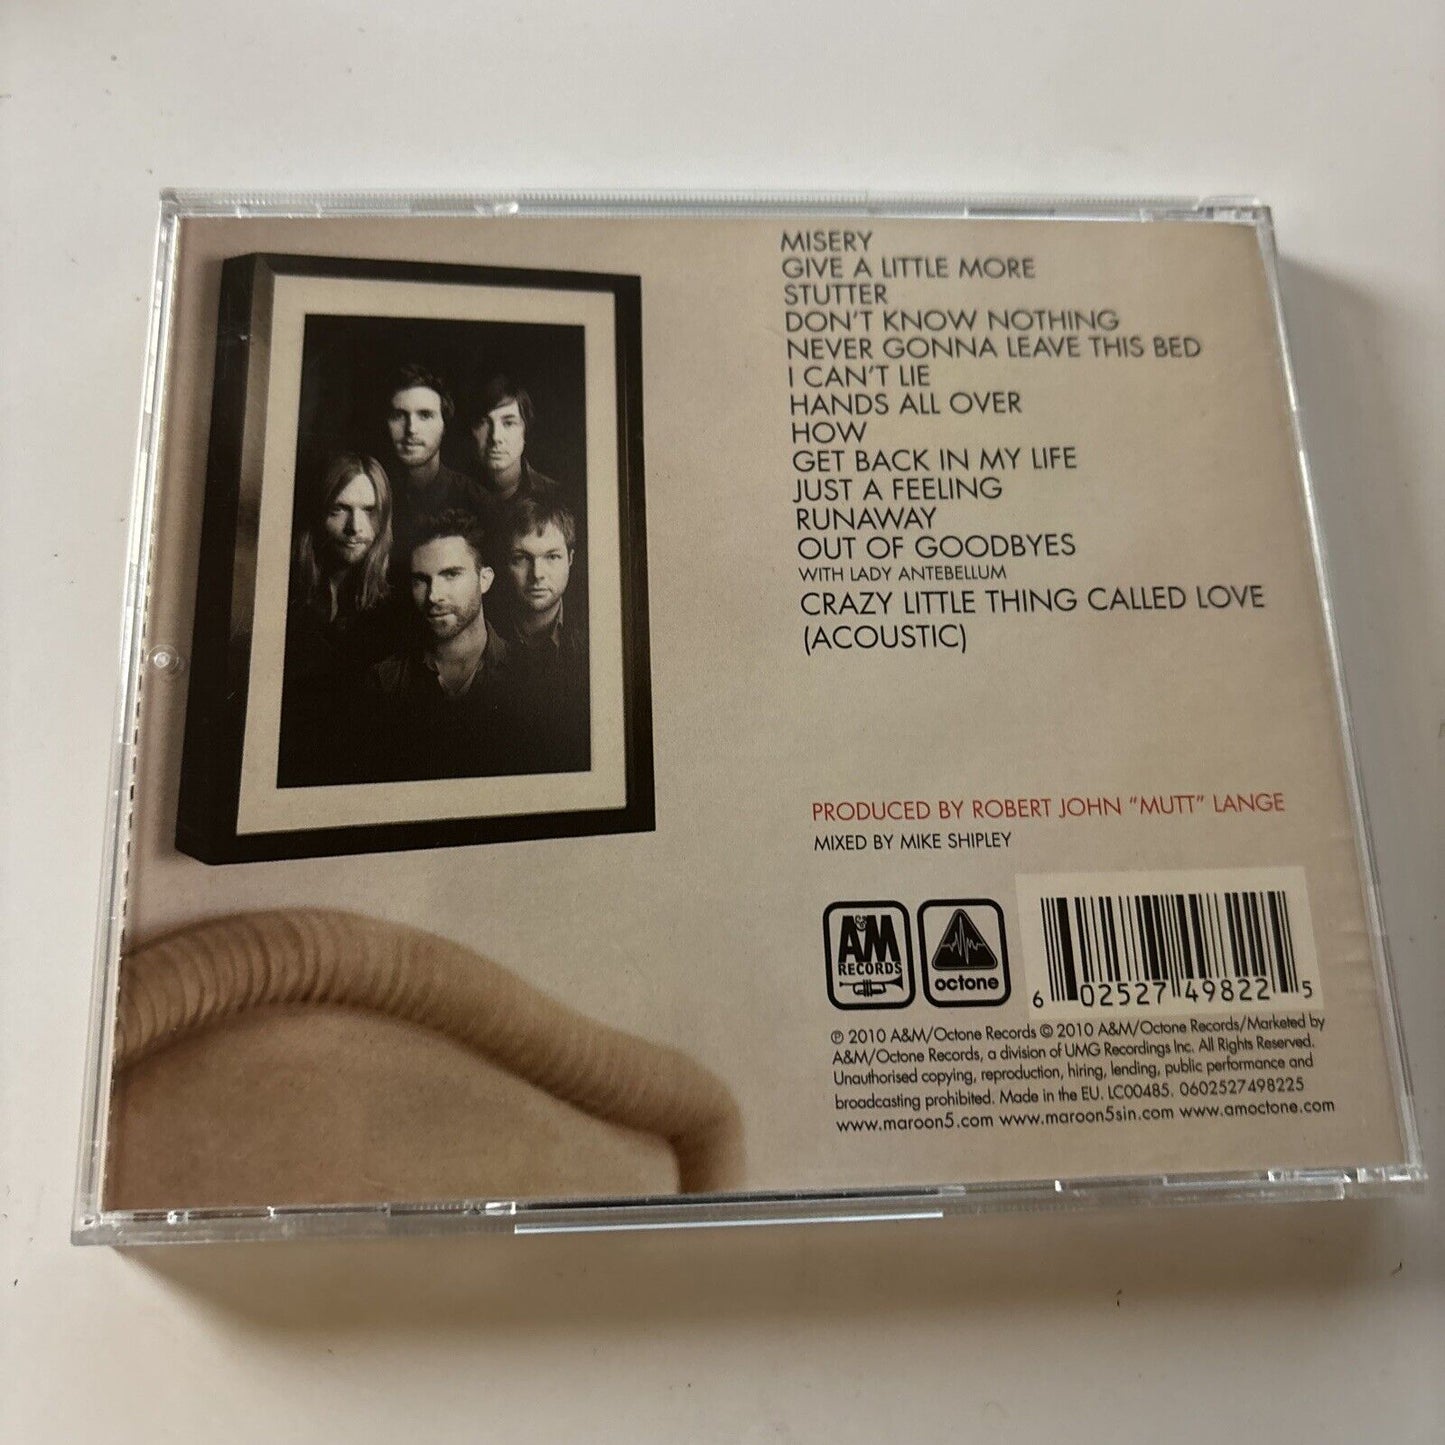 MISERY
GIVE A LITTLE MORE
STUTTER
DON'T KNOW NOTHING
NEVER GONNA LEAVE THIS BED
I CAN'T LIE
HANDS ALL OVER
HOW
GET BACK IN MY LIFE
JUST A FEELING
RUNAWAY
OUT OF GOODBYES
WITH LADY ANTEBELLUM
CRAZY LITTLE THING CALLED LOVE
(ACOUSTIC)
PRODUCED BY ROBERT JOHN "MUTT" LANGE
MIXED BY MIKE SHIPLEY
A&M
RECORDS
octone
6 02527 49822 5
℗ 2010 A&M/Octone Records © 2010 A&M/Octone Records/Marketed by
A&M/Octone Records, a division of UMG Recordings Inc. All Rights Reserved.
Unauthorised copying, reproduction, hiring, lending, public performance and
broadcasting prohibited. Made in the EU. LC00485. 0602527498225
www.maroon5.com www.maroon5sin.com www.amoctone.com